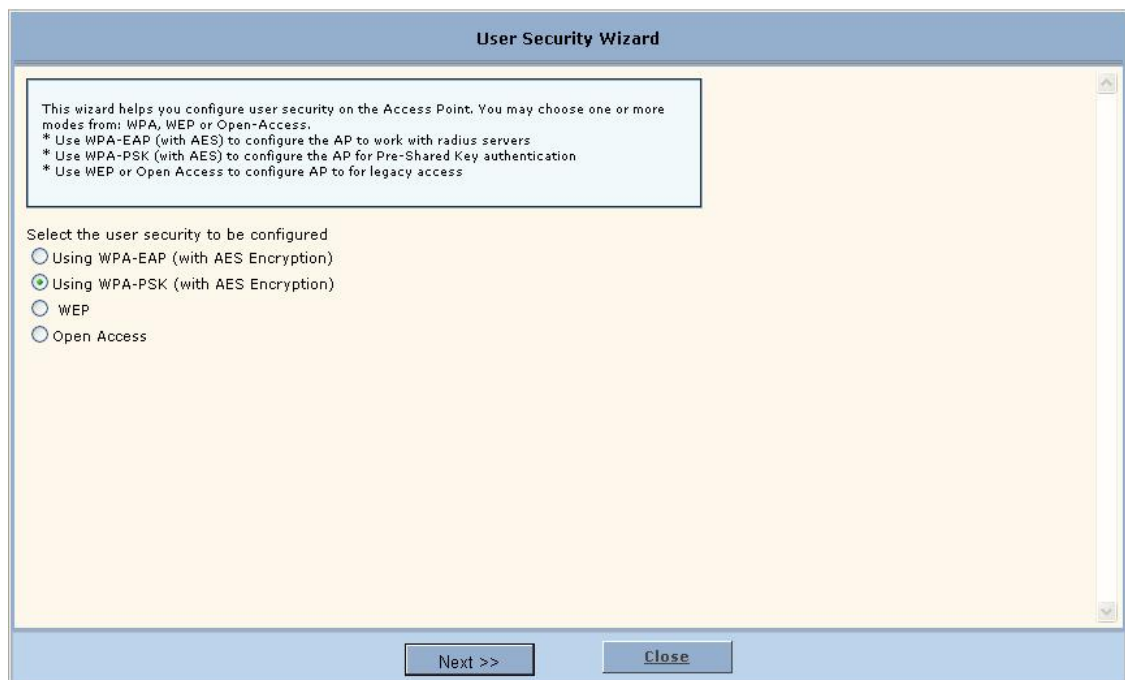 User Security Wizard
This wizard helps you configure user security on the Access Point. You may choose one or more
modes from: WPA, WEP or Open-Access.
* Use WPA-EAP (with AES) to configure the AP to work with radius servers
* Use WPA-PSK (with AES) to configure the AP for Pre-Shared Key authentication
* Use WEP or Open Access to configure AP to for legacy access
Select the user security to be configured
Using WPA-EAP (with AES Encryption)
Using WPA-PSK (with AES Encryption)
WEP
Open Access
Next >>
Close